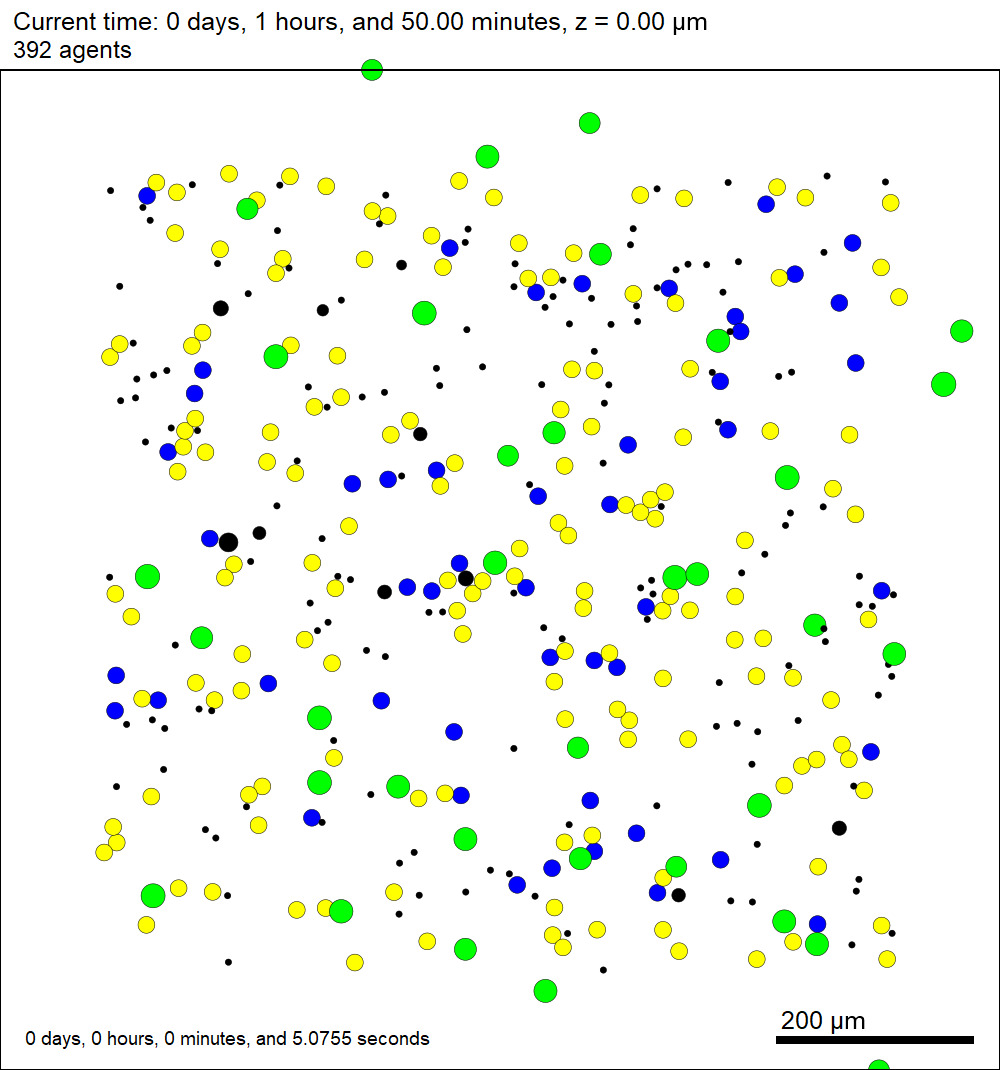 Current time: 0 days, 1 hours, and 50.00 minutes, z = 0.00 µm
392 agents
200 µm
0 days, 0 hours, 0 minutes, and 5.0755 seconds